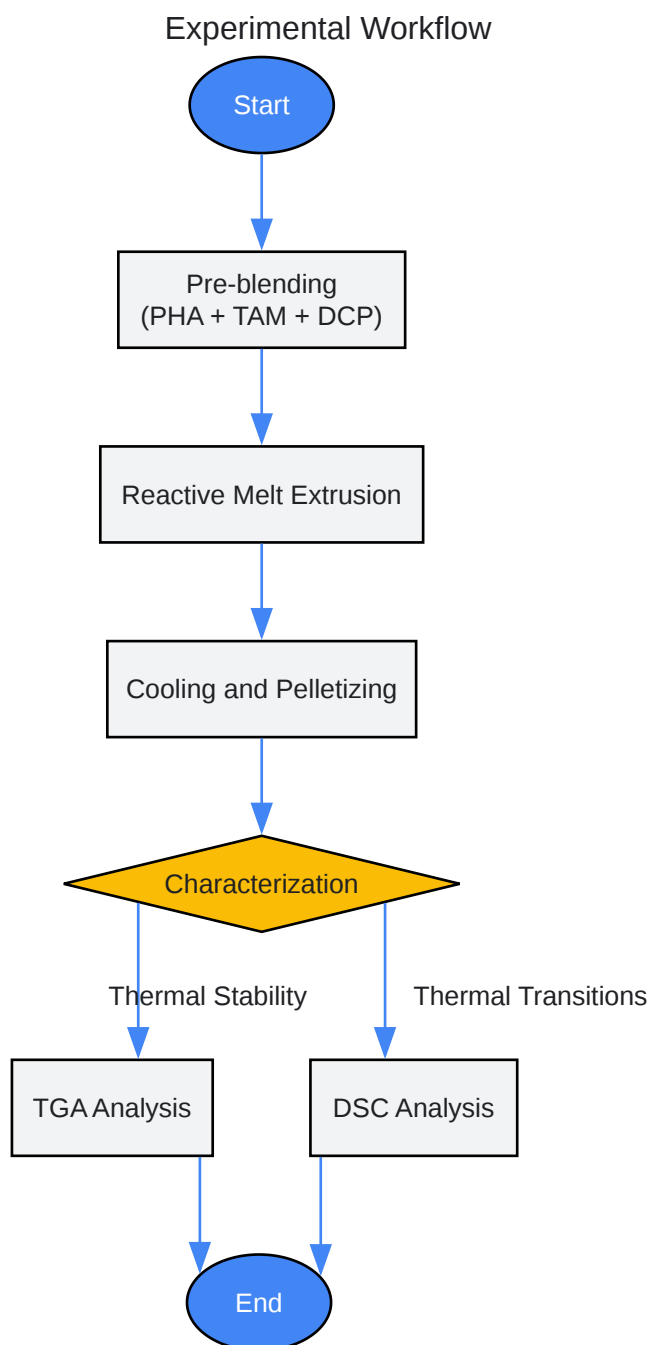 Experimental Workflow
Start
Pre-blending
(PHA + TAM + DCP)
Reactive Melt Extrusion
Cooling and Pelletizing
Characterization
Thermal Stability
Thermal Transitions
TGA Analysis
DSC Analysis
End